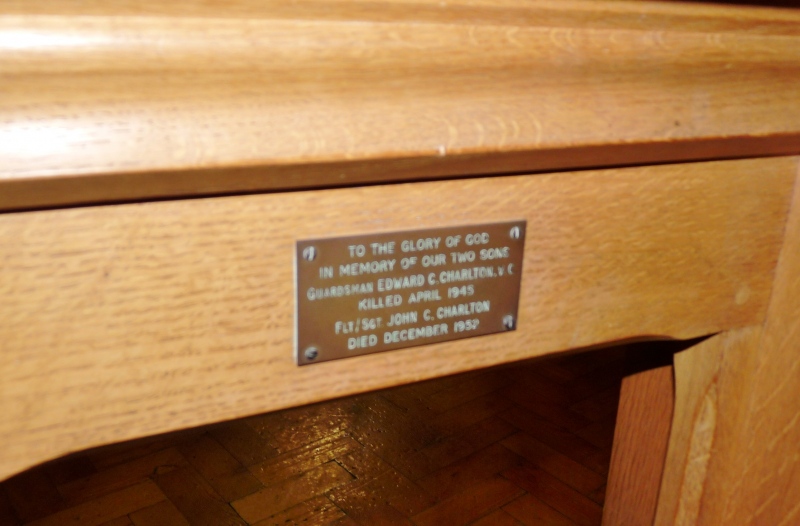 TO THE GLORY OF GOD
IN MEMORY OF OUR TWO SONS
GUARDSMAN EDWARD C. CHARLTON. V.C
KILLED APRIL 1945
FLT/SGT JOHN C. CHARLTON
DIED DECEMBER 1952